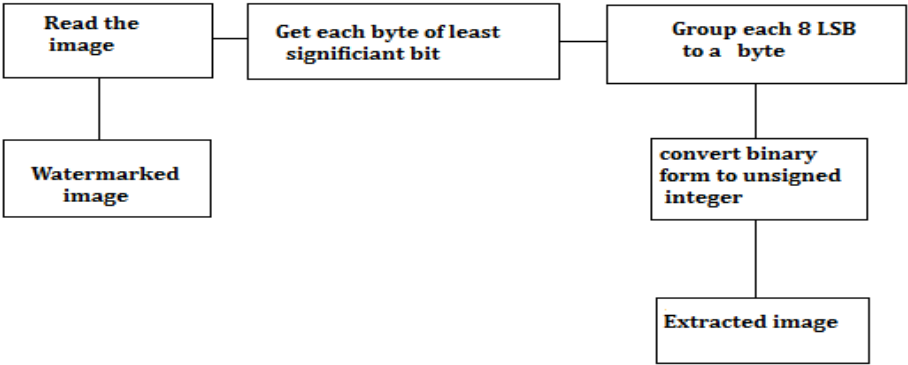 Read the
image
Get each byte of least
significiant bit
Group each 8 LSB
to a byte
Watermarked
image
convert binary
form to unsigned
integer
Extracted image